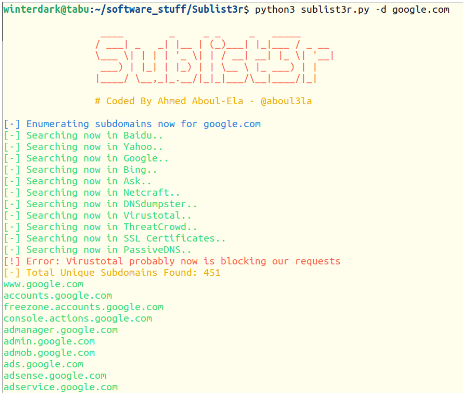 winterdark@tabu:~/software_stuff/Sublist3r$ python3 sublist3r.py -d google.com
Sublist3r
# Coded By Ahmed Aboul-Ela - @aboul3la
[-] Enumerating subdomains now for google.com
[-] Searching now in Baidu..
[-] Searching now in Yahoo..
[-] Searching now in Google..
[-] Searching now in Bing..
[-] Searching now in Ask..
[-] Searching now in Netcraft..
[-] Searching now in DNSdumpster..
[-] Searching now in Virustotal..
[-] Searching now in ThreatCrowd..
[-] Searching now in SSL Certificates..
[-] Searching now in PassiveDNS..
[!] Error: Virustotal probably now is blocking our requests
[-] Total Unique Subdomains Found: 451
www.google.com
accounts.google.com
freezone.accounts.google.com
console.actions.google.com
admanager.google.com
admin.google.com
admob.google.com
ads.google.com
adsense.google.com
adservice.google.com